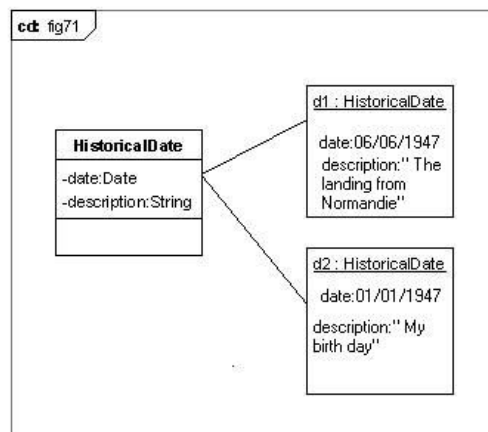 cd: fig71
HistoricalDate
-date:Date
-description:String
d1 : HistoricalDate
date:06/06/1947
description:" The
landing from
Normandie"
d2 : HistoricalDate
date:01/01/1947
description:" My
birth day"